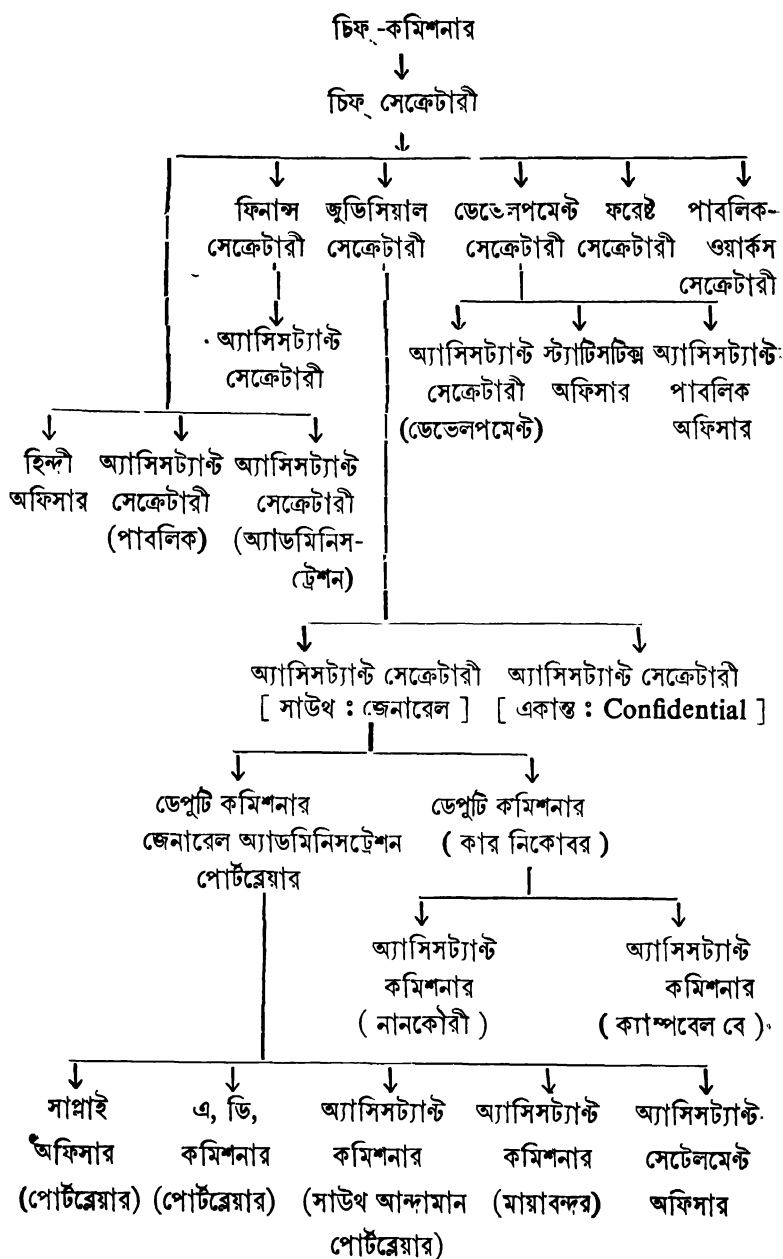 চিফ্-কমিশনার
চিফ্ সেক্রেটারী
ফিনান্স জুডিসিয়াল ডেভেলপমেন্ট ফরেষ্ট পাবলিক-
সেক্রেটারী সেক্রেটারী সেক্রেটারী সেক্রেটারী ওয়ার্কস
সেক্রেটারী
অ্যাসিসট্যাণ্ট
সেক্রেটারী
অ্যাসিসট্যাণ্ট স্ট্যাটিসটিক্স অ্যাসিসট্যাণ্ট
সেক্রেটারী অফিসার পাবলিক
(ডেভেলপমেন্ট) অফিসার
হিন্দী অ্যাসিসট্যাণ্ট অ্যাসিসট্যাণ্ট
অফিসার সেক্রেটারী সেক্রেটারী
(পাবলিক) (অ্যাডমিনিস-
ট্রেশন)
অ্যাসিসট্যাণ্ট সেক্রেটারী অ্যাসিসট্যাণ্ট সেক্রেটারী
[ সাউথ : জেনারেল ] [ একান্ত : Confidential ]
ডেপুটি কমিশনার ডেপুটি কমিশনার
জেনারেল অ্যাডমিনিসট্রেশন ( কার নিকোবর )
পোর্টব্লেয়ার
অ্যাসিসট্যাণ্ট অ্যাসিসট্যাণ্ট
কমিশনার কমিশনার
( নানকৌরী ) ( ক্যাম্পবেল বে )
সাপ্লাই এ, ডি, অ্যাসিসট্যাণ্ট অ্যাসিসট্যাণ্ট অ্যাসিসট্যাণ্ট
অফিসার কমিশনার কমিশনার কমিশনার সেটেলমেণ্ট
(পোর্টব্লেয়ার) (পোর্টব্লেয়ার) (সাউথ আন্দামান (মায়াবন্দর) অফিসার
পোর্টব্লেয়ার)